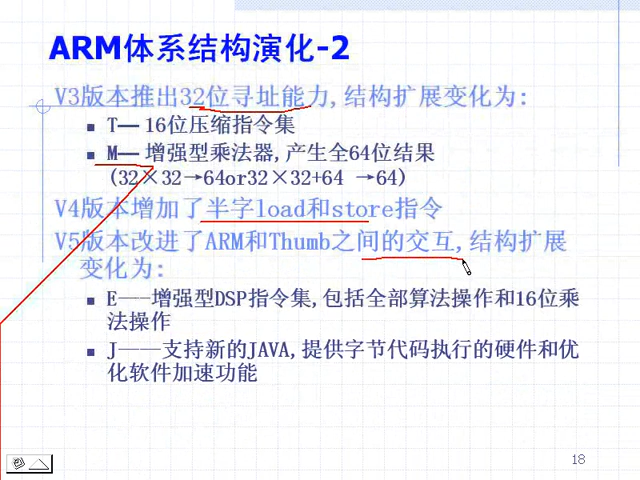 ARM体系结构演化-2
V3版本推出32位寻址能力,结构扩展变化为:
T— 16位压缩指令集
M— 增强型乘法器,产生全64位结果
(32×32→64or32×32+64 →64)
V4版本增加了半字load和store指令
V5版本改进了ARM和Thumb之间的交互,结构扩展
变化为:
E---增强型DSP指令集,包括全部算法操作和16位乘
法操作
J——支持新的JAVA,提供字节代码执行的硬件和优
化软件加速功能
18